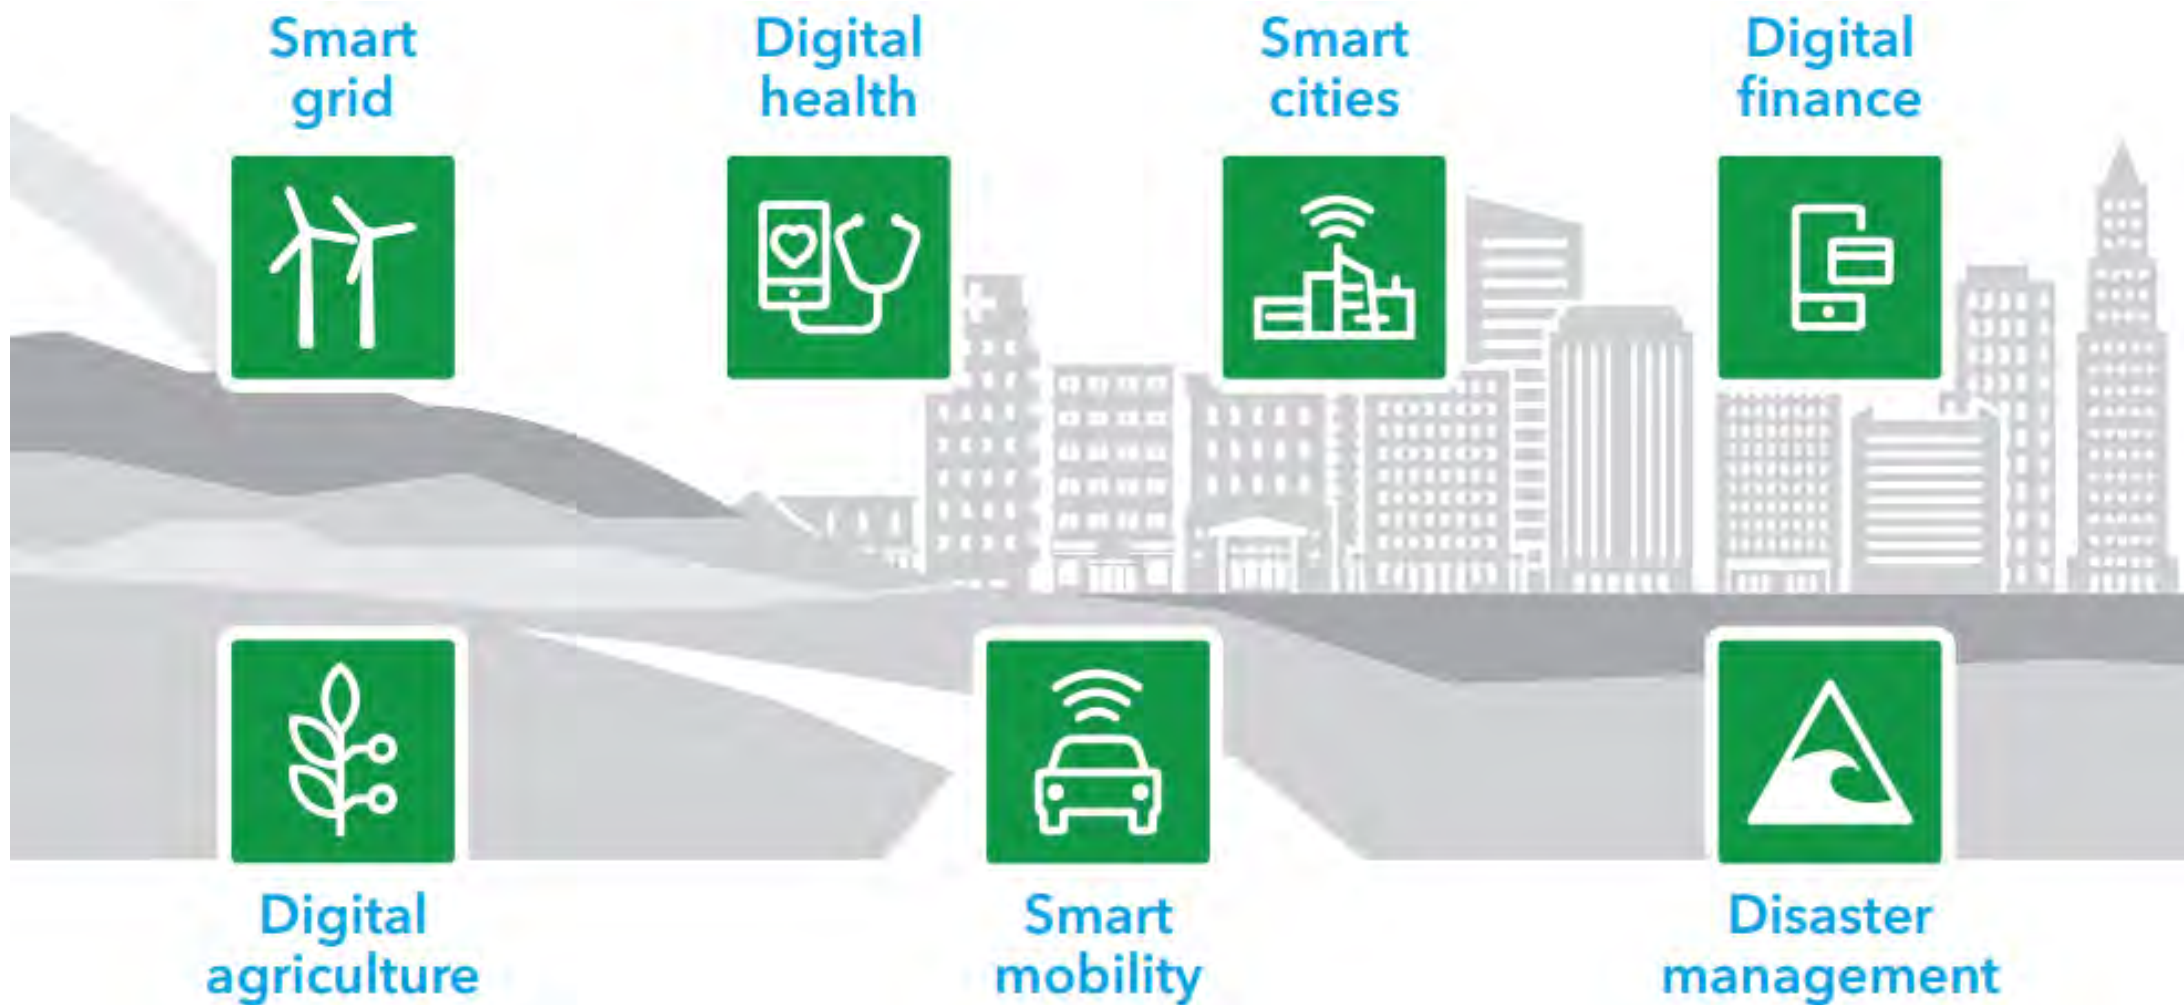 Smart
grid
Digital
health
Smart
cities
Digital
finance
Digital
agriculture
Smart
mobility
Disaster
management